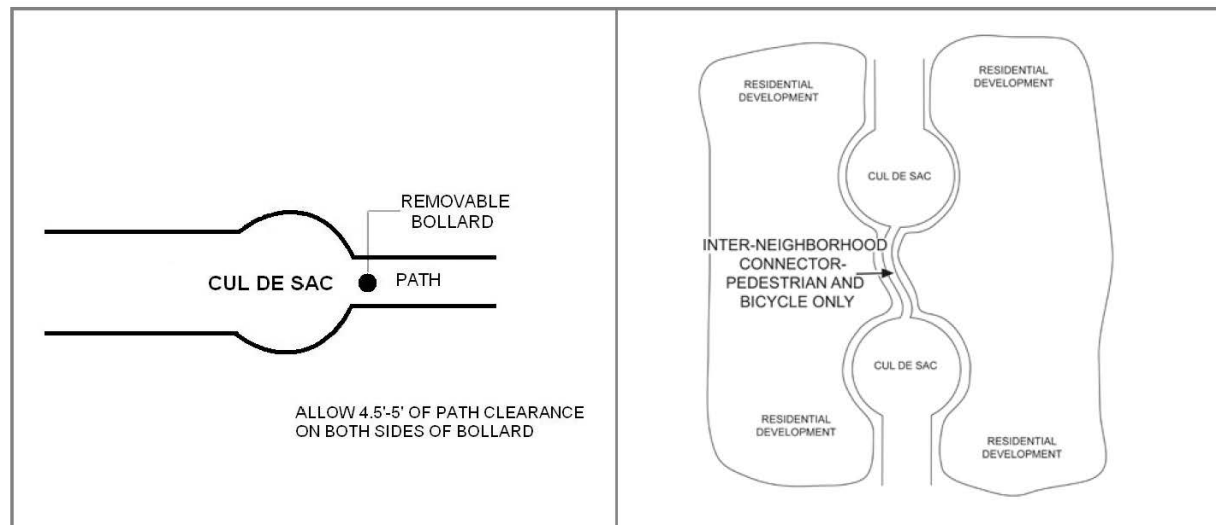 REMOVABLE
BOLLARD
CUL DE SAC
PATH
ALLOW 4.5'-5' OF PATH CLEARANCE
ON BOTH SIDES OF BOLLARD
RESIDENTIAL
DEVELOPMENT
RESIDENTIAL
DEVELOPMENT
CUL DE SAC
INTER-NEIGHBORHOOD
CONNECTOR-
PEDESTRIAN AND
BICYCLE ONLY
CUL DE SAC
RESIDENTIAL
DEVELOPMENT
RESIDENTIAL
DEVELOPMENT